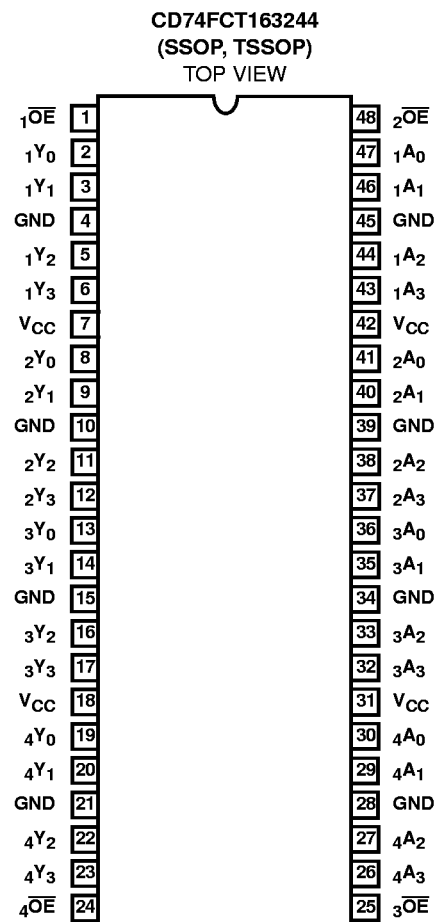 CD74FCT163244
(SSOP, TSSOP)
TOP VIEW
1OE 1 48 2OE
1Y0 2 47 1A0
1Y1 3 46 1A1
GND 4 45 GND
1Y2 5 44 1A2
1Y3 6 43 1A3
VCC 7 42 VCC
2Y0 8 41 2A0
2Y1 9 40 2A1
GND 10 39 GND
2Y2 11 38 2A2
2Y3 12 37 2A3
3Y0 13 36 3A0
3Y1 14 35 3A1
GND 15 34 GND
3Y2 16 33 3A2
3Y3 17 32 3A3
VCC 18 31 VCC
4Y0 19 30 4A0
4Y1 20 29 4A1
GND 21 28 GND
4Y2 22 27 4A2
4Y3 23 26 4A3
4OE 24 25 3OE